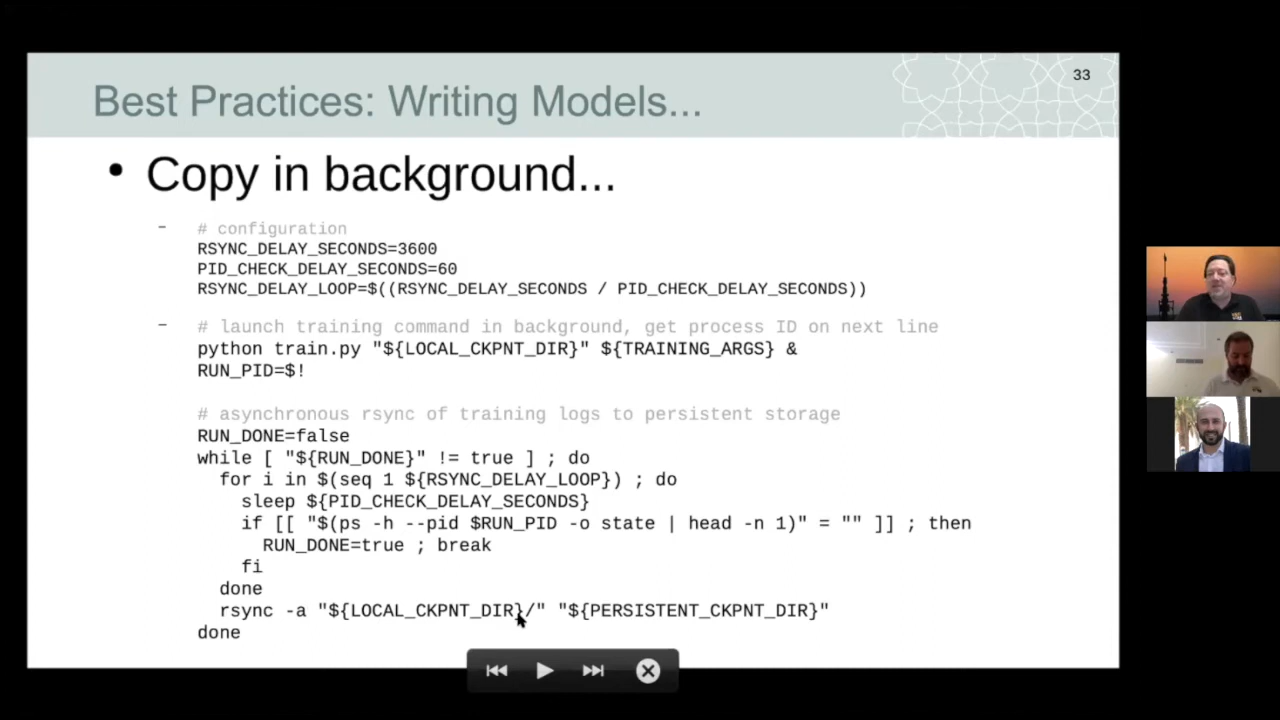 33
Best Practices: Writing Models...
• Copy in background...
– # configuration
RSYNC_DELAY_SECONDS=3600
PID_CHECK_DELAY_SECONDS=60
RSYNC_DELAY_LOOP=$((RSYNC_DELAY_SECONDS / PID_CHECK_DELAY_SECONDS))
– # launch training command in background, get process ID on next line
python train.py "${LOCAL_CKPNT_DIR}" ${TRAINING_ARGS} &
RUN_PID=$!
# asynchronous rsync of training logs to persistent storage
RUN_DONE=false
while [ "${RUN_DONE}" != true ] ; do
for i in $(seq 1 ${RSYNC_DELAY_LOOP}) ; do
sleep ${PID_CHECK_DELAY_SECONDS}
if [[ "$(ps -h --pid $RUN_PID -o state | head -n 1)" = "" ]] ; then
RUN_DONE=true ; break
fi
done
rsync -a "${LOCAL_CKPNT_DIR}/" "${PERSISTENT_CKPNT_DIR}"
done